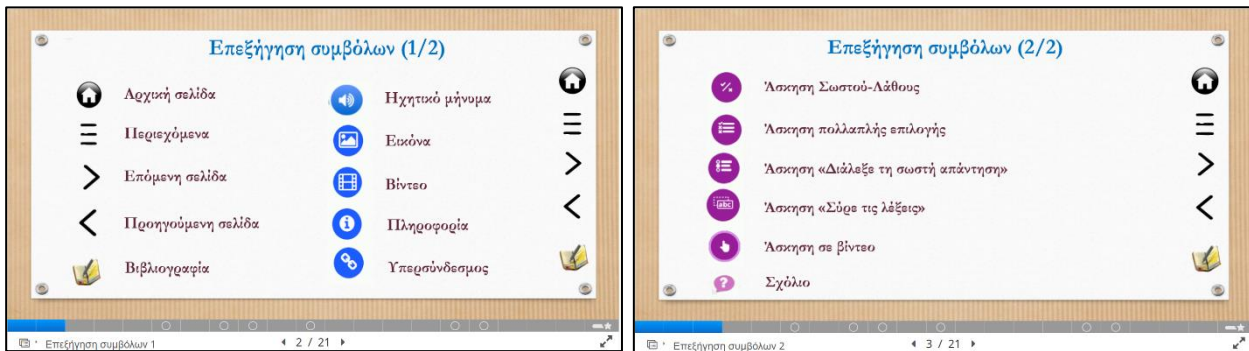 Επεξήγηση συμβόλων (1/2)
Αρχική σελίδα
Περιεχόμενα
Επόμενη σελίδα
Προηγούμενη σελίδα
Βιβλιογραφία
Ηχητικό μήνυμα
Εικόνα
Βίντεο
Πληροφορία
Υπερσύνδεσμος
Επεξήγηση συμβόλων 1
2 / 21
Επεξήγηση συμβόλων (2/2)
Άσκηση Σωστού-Λάθους
Άσκηση πολλαπλής επιλογής
Άσκηση «Διάλεξε τη σωστή απάντηση»
abc
Άσκηση «Σύρε τις λέξεις»
Άσκηση σε βίντεο
? Σχόλιο
Επεξήγηση συμβόλων 2
3 / 21